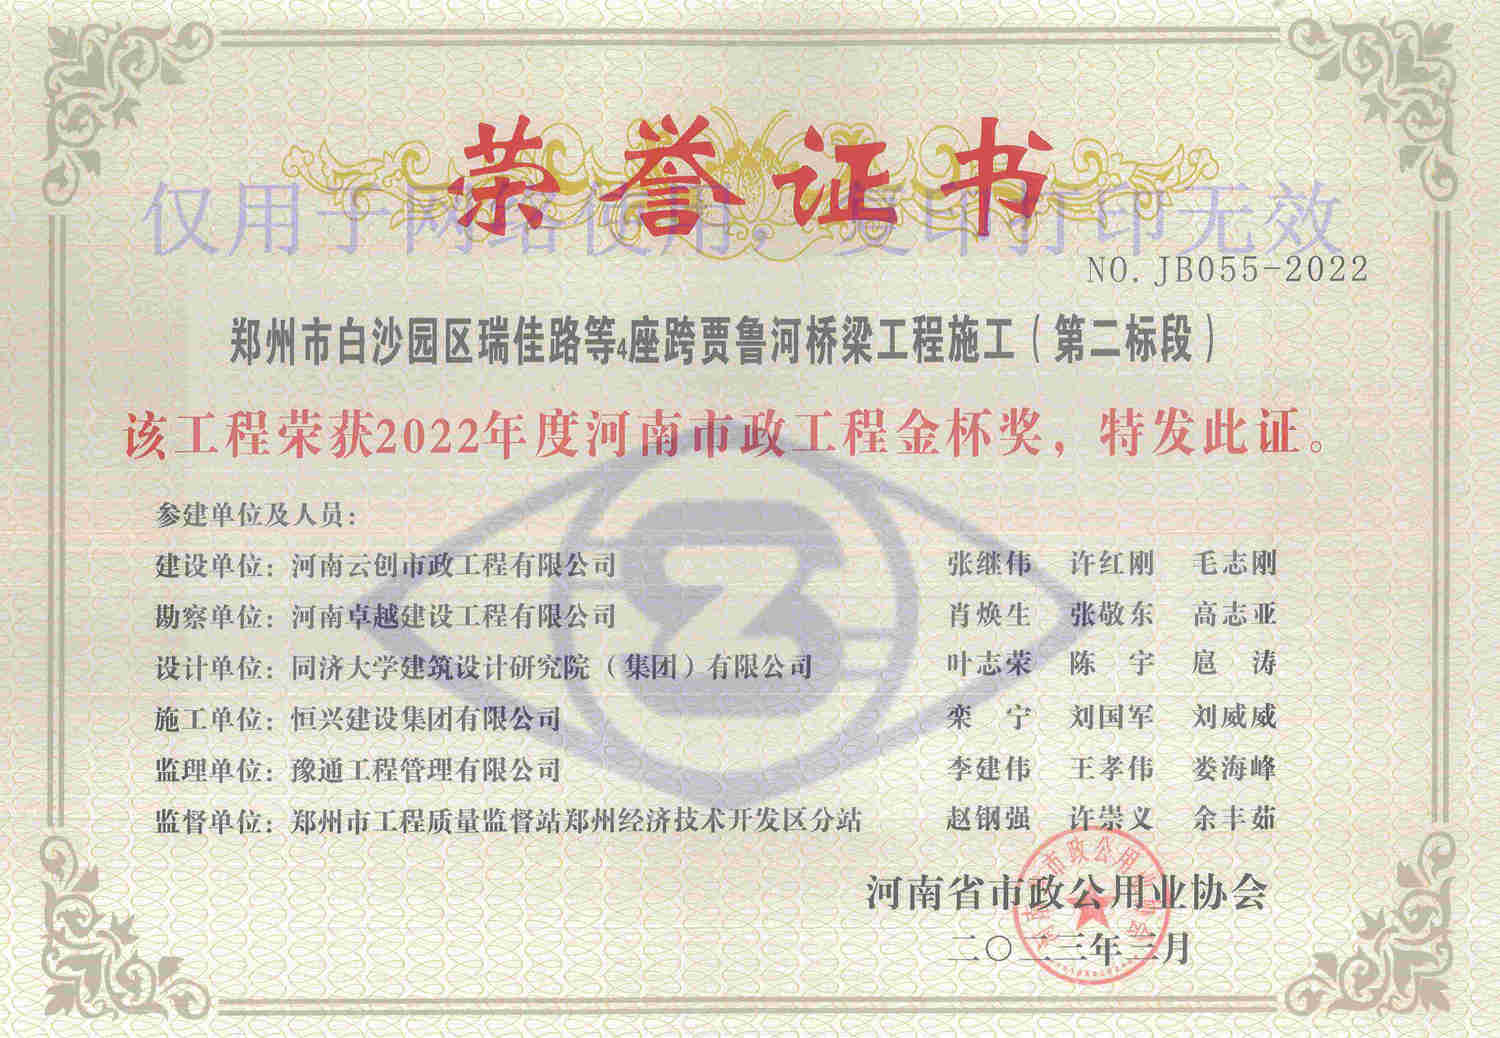 荣誉证书
仅用于网络使用，复印打印无效
NO. JB055-2022
郑州市白沙园区瑞佳路等4座跨贾鲁河桥梁工程施工（第二标段）
该工程荣获2022年度河南市政工程金杯奖，特发此证。
参建单位及人员：
建设单位：河南云创市政工程有限公司 张继伟 许红刚 毛志刚
勘察单位：河南卓越建设工程有限公司 肖焕生 张敬东 高志亚
设计单位：同济大学建筑设计研究院（集团）有限公司 叶志荣 陈 宇 扈 涛
施工单位：恒兴建设集团有限公司 栾 宁 刘国军 刘威威
监理单位：豫通工程管理有限公司 李建伟 王孝伟 娄海峰
监督单位：郑州市工程质量监督站郑州经济技术开发区分站 赵钢强 许崇义 余丰茹
河南省市政公用业协会
二〇二三年三月